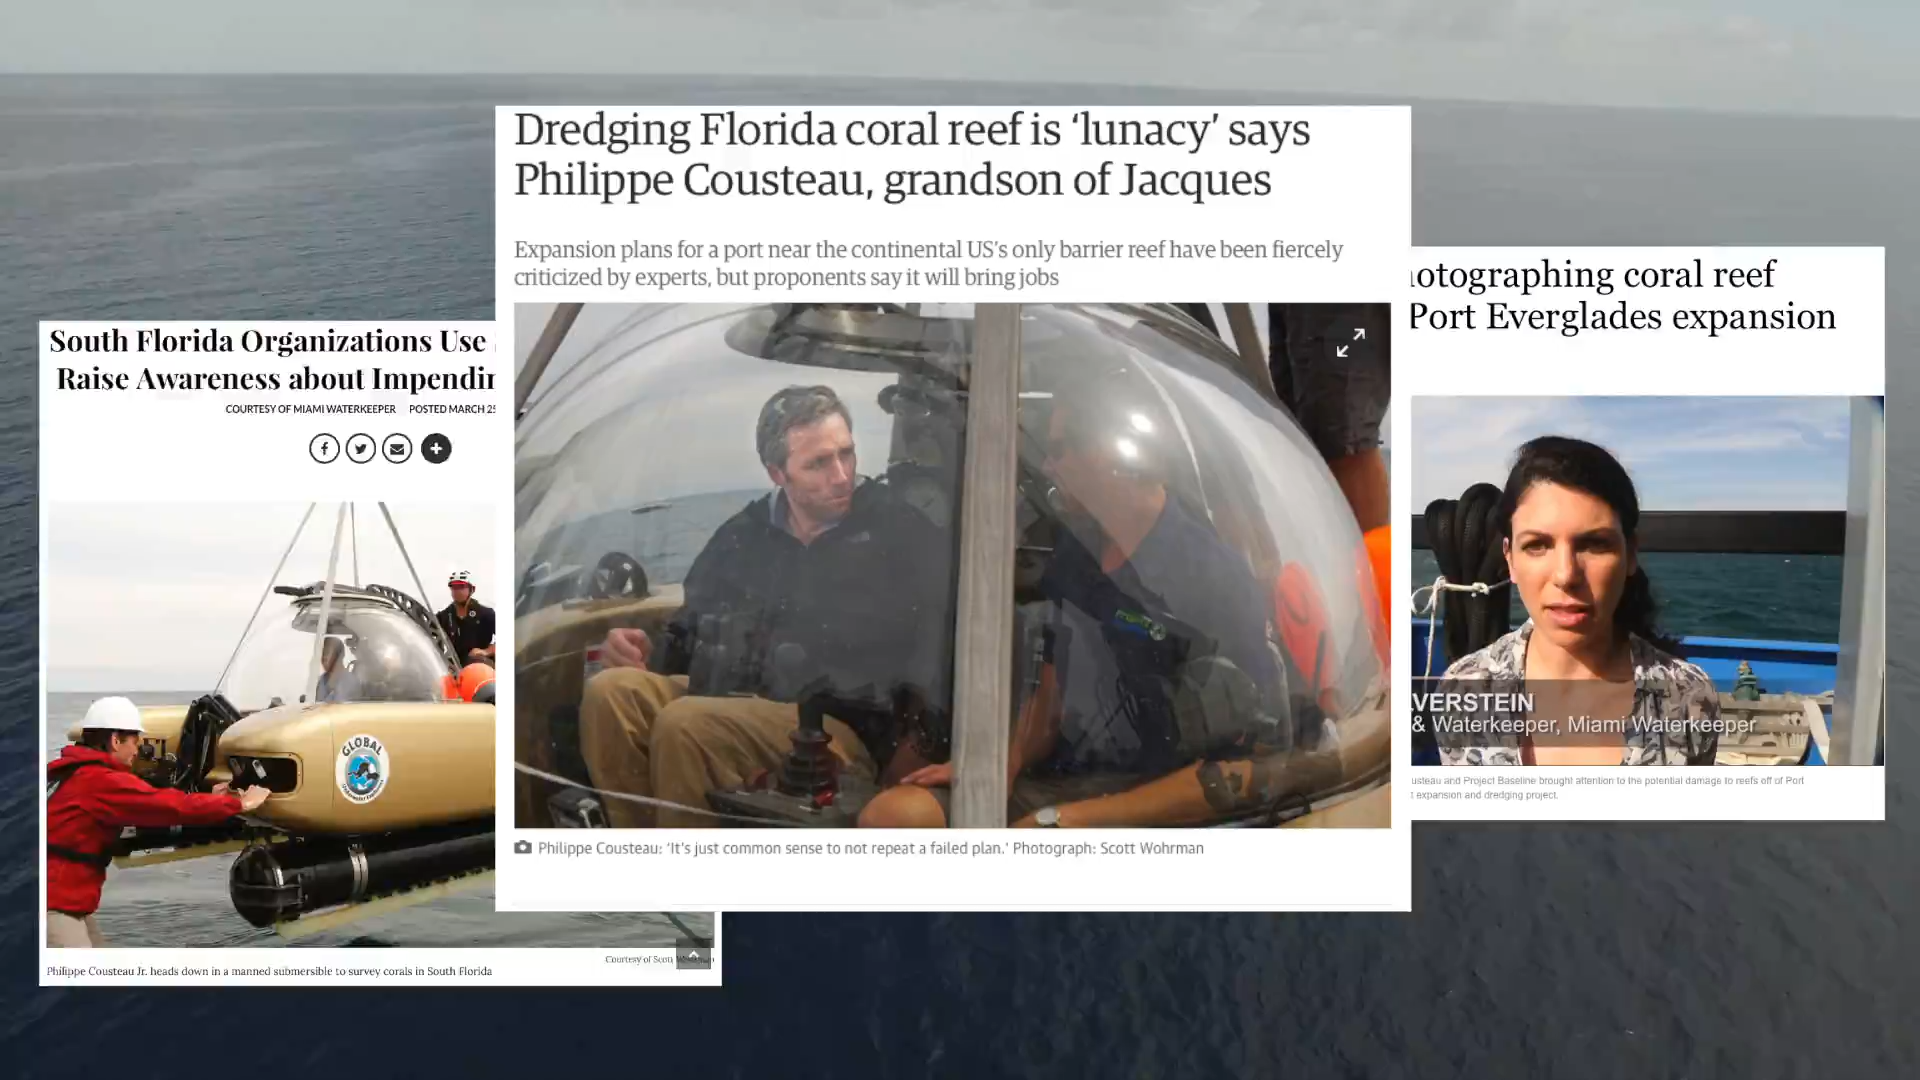 Dredging Florida coral reef is ‘lunacy’ says
Philippe Cousteau, grandson of Jacques
Expansion plans for a port near the continental US's only barrier reef have been fiercely
criticized by experts, but proponents say it will bring jobs
Philippe Cousteau: ‘It's just common sense to not repeat a failed plan.’ Photograph: Scott Wohrman
South Florida Organizations Use
Raise Awareness about
COURTESY OF MIAMI WATERKEEPER POSTED MARCH
GLOBAL
Courtesy of
Philippe Cousteau Jr. heads down in a manned submersible to survey corals in South Florida
coral reef
Port Everglades expansion
VERSTEIN
& Waterkeeper, Miami Waterkeeper
and Project Baseline brought attention to the potential damage to reefs off of Port
expansion and dredging project.